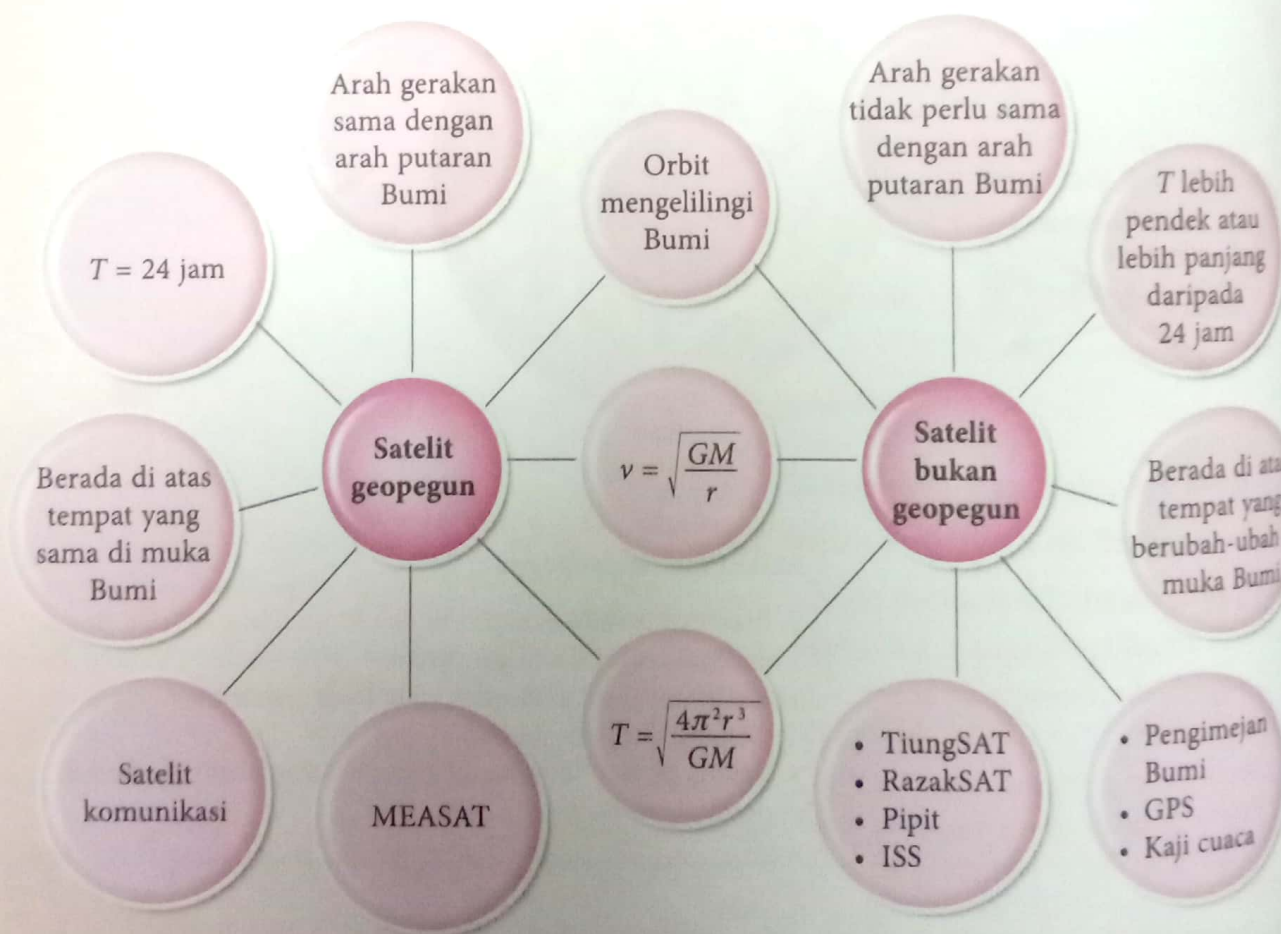 Arah gerakan
sama dengan
arah putaran
Bumi
Arah gerakan
tidak perlu sama
dengan arah
putaran Bumi
Orbit
mengelilingi
Bumi
T lebih
pendek atau
lebih panjang
daripada
24 jam
T = 24 jam
Satelit
geopegun
v = √(GM/r)
Satelit
bukan
geopegun
Berada di atas
tempat yang
sama di muka
Bumi
Berada di
tempat yang
berubah-ubah
muka Bumi
Satelit
komunikasi
MEASAT
T = √(4π²r³/GM)
• TiungSAT
• RazakSAT
• Pipit
• ISS
• Pengimejan
Bumi
• GPS
• Kaji cuaca